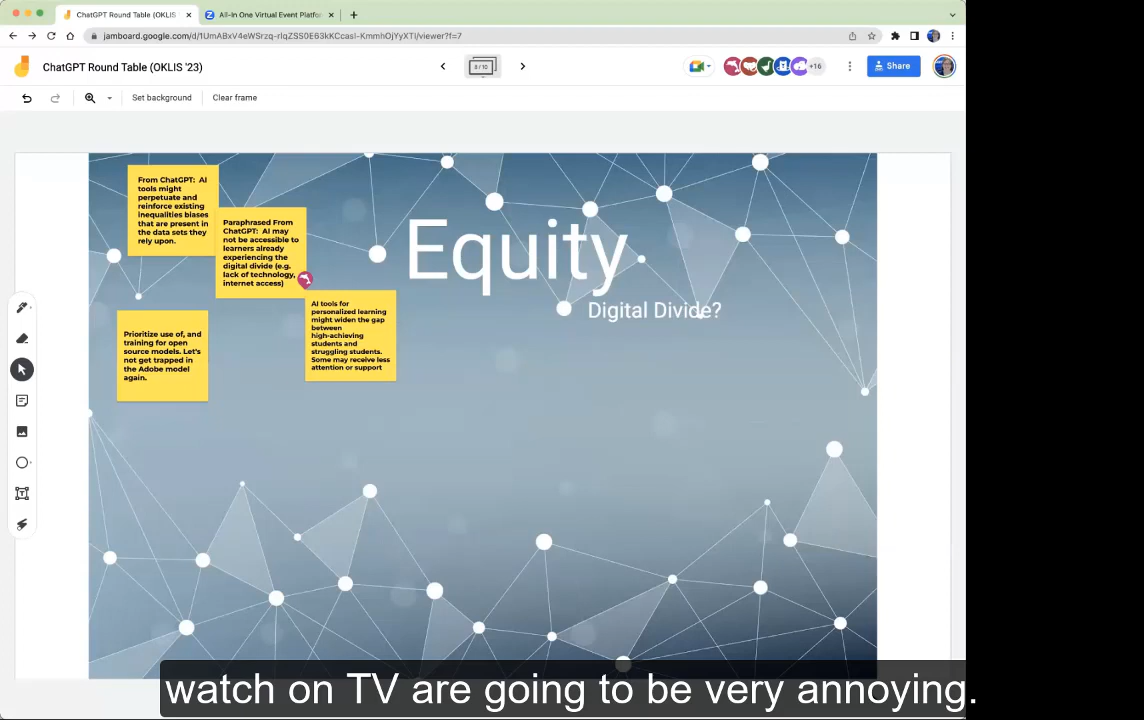 ChatGPT Round Table (OKLIS '23)
All-In One Virtual Event Platfo
jamboard.google.com/d/1UmABxV4eWSrzq-rIqZSS0E63kKCcasI-KmmhOjYyXTI/viewer?f=7
ChatGPT Round Table (OKLIS '23)
8 / 10
+16
Share
Set background
Clear frame
From ChatGPT: AI
tools might
perpetuate and
reinforce existing
inequalities biases
that are present in
the data sets they
rely upon.
Paraphrased From
ChatGPT: AI may
not be accessible to
learners already
experiencing the
digital divide (e.g.
lack of technology,
internet access)
Equity
Digital Divide?
AI tools for
personalized learning
might widen the gap
between
high-achieving
students and
struggling students.
Some may receive less
attention or support
Prioritize use of, and
training for open
source models. Let's
not get trapped in
the Adobe model
again.
watch on TV are going to be very annoying.